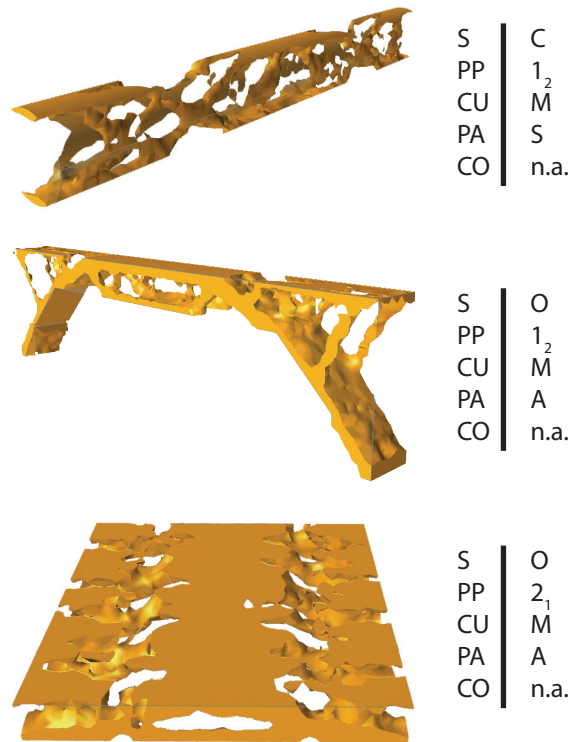 S C
PP 1₂
CU M
PA S
CO n.a.
S O
PP 1₂
CU M
PA A
CO n.a.
S O
PP 2₁
CU M
PA A
CO n.a.